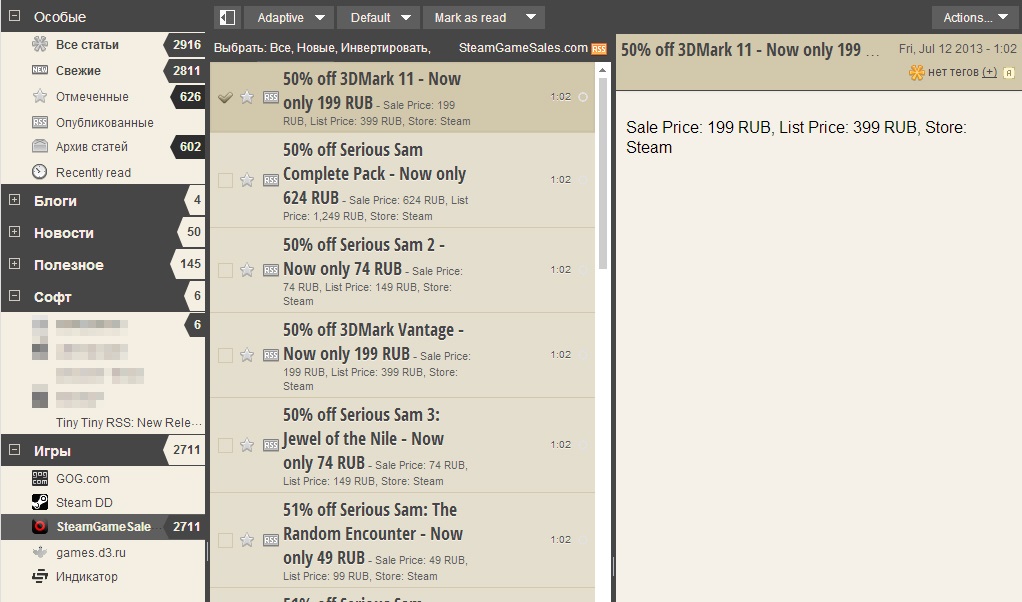 Особые
Все статьи 2916
Свежие 2811
Отмеченные 626
Опубликованные
Архив статей 602
Recently read
Блоги 4
Новости 50
Полезное 145
Софт 6
6
Tiny Tiny RSS: New Rele...
Игры 2711
GOG.com
Steam DD
SteamGameSale 2711
games.d3.ru
Индикатор
Adaptive Default Mark as read
Выбрать: Все, Новые, Инвертировать, SteamGameSales.com RSS
50% off 3DMark 11 - Now
only 199 RUB - Sale Price: 199
RUB, List Price: 399 RUB, Store: Steam
1:02
50% off Serious Sam
Complete Pack - Now only
624 RUB - Sale Price: 624 RUB, List
Price: 1,249 RUB, Store: Steam
1:02
50% off Serious Sam 2 -
Now only 74 RUB - Sale Price:
74 RUB, List Price: 149 RUB, Store:
Steam
1:02
50% off 3DMark Vantage -
Now only 199 RUB - Sale Price:
199 RUB, List Price: 399 RUB, Store:
Steam
1:02
50% off Serious Sam 3:
Jewel of the Nile - Now
only 74 RUB - Sale Price: 74 RUB,
List Price: 149 RUB, Store: Steam
1:02
51% off Serious Sam: The
Random Encounter - Now
only 49 RUB - Sale Price: 49 RUB,
List Price: 99 RUB, Store: Steam
1:02
51% off Serious Sam:
Actions...
50% off 3DMark 11 - Now only 199 ... Fri, Jul 12 2013 - 1:02
нет тегов (+)
Sale Price: 199 RUB, List Price: 399 RUB, Store:
Steam